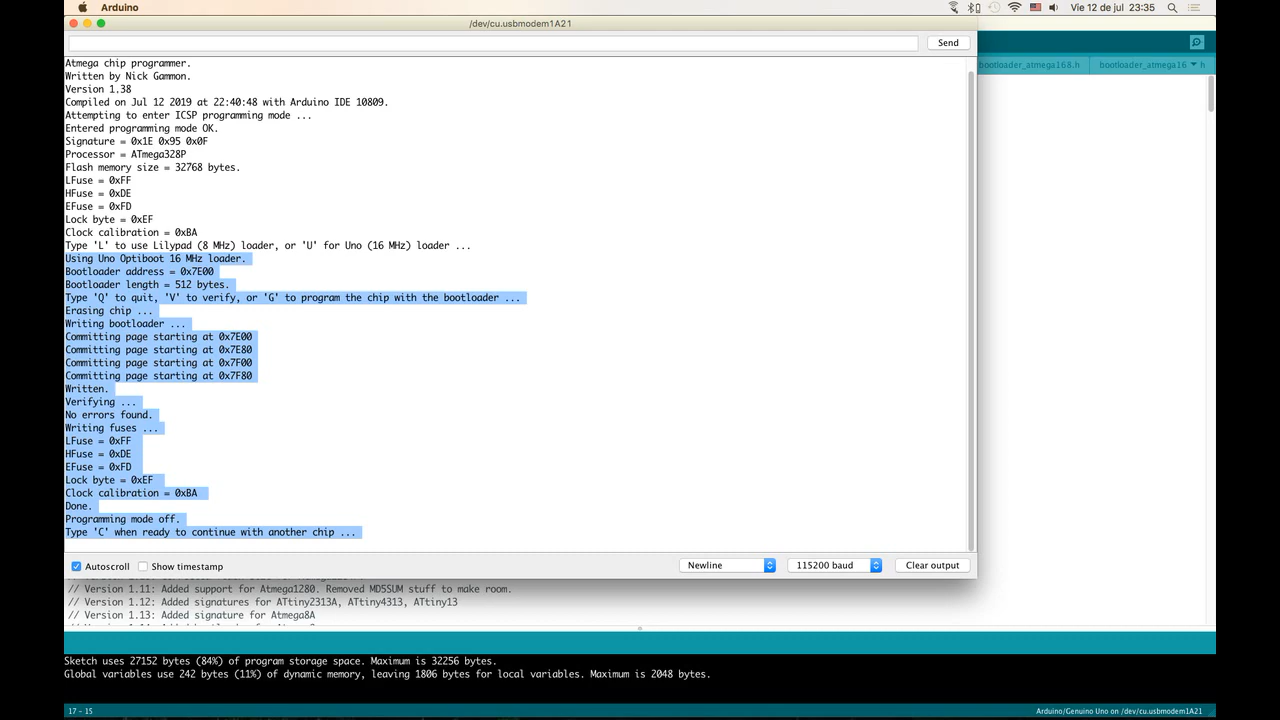 Arduino
Vie 12 de jul 23:35
/dev/cu.usbmodem1A21
Send
bootloader_atmega168.h
bootloader_atmega16
h
Atmega chip programmer.
Written by Nick Gammon.
Version 1.38
Compiled on Jul 12 2019 at 22:40:48 with Arduino IDE 10809.
Attempting to enter ICSP programming mode ...
Entered programming mode OK.
Signature = 0x1E 0x95 0x0F
Processor = ATmega328P
Flash memory size = 32768 bytes.
LFuse = 0xFF
HFuse = 0xDE
EFuse = 0xFD
Lock byte = 0xEF
Clock calibration = 0xBA
Type 'L' to use Lilypad (8 MHz) loader, or 'U' for Uno (16 MHz) loader ...
Using Uno Optiboot 16 MHz loader.
Bootloader address = 0x7E00
Bootloader length = 512 bytes.
Type 'Q' to quit, 'V' to verify, or 'G' to program the chip with the bootloader ...
Erasing chip ...
Writing bootloader ...
Committing page starting at 0x7E00
Committing page starting at 0x7E80
Committing page starting at 0x7F00
Committing page starting at 0x7F80
Written.
Verifying ...
No errors found.
Writing fuses ...
LFuse = 0xFF
HFuse = 0xDE
EFuse = 0xFD
Lock byte = 0xEF
Clock calibration = 0xBA
Done.
Programming mode off.
Type 'C' when ready to continue with another chip ...
Autoscroll
Show timestamp
Newline
115200 baud
Clear output
// Version 1.11: Added support for Atmega1280. Removed MD5SUM stuff to make room.
// Version 1.12: Added signatures for ATtiny2313A, ATtiny4313, ATtiny13
// Version 1.13: Added signature for Atmega8A
Sketch uses 27152 bytes (84%) of program storage space. Maximum is 32256 bytes.
Global variables use 242 bytes (11%) of dynamic memory, leaving 1806 bytes for local variables. Maximum is 2048 bytes.
17 - 15
Arduino/Genuino Uno on /dev/cu.usbmodem1A21